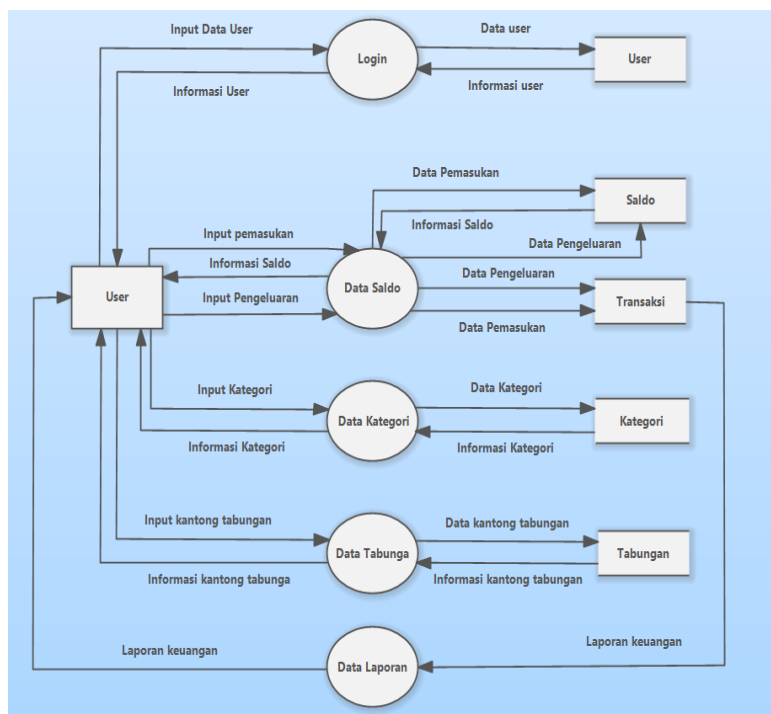 Input Data User
Login
Data user
User
Informasi User
Informasi user
Data Pemasukan
Saldo
Informasi Saldo
Input pemasukan
Data Pengeluaran
Informasi Saldo
Data Saldo
Data Pengeluaran
User
Input Pengeluaran
Transaksi
Data Pemasukan
Input Kategori
Data Kategori
Data Kategori
Kategori
Informasi Kategori
Informasi Kategori
Input kantong tabungan
Data kantong tabungan
Data Tabunga
Tabungan
Informasi kantong tabunga
Informasi kantong tabungan
Laporan keuangan
Laporan keuangan
Data Laporan